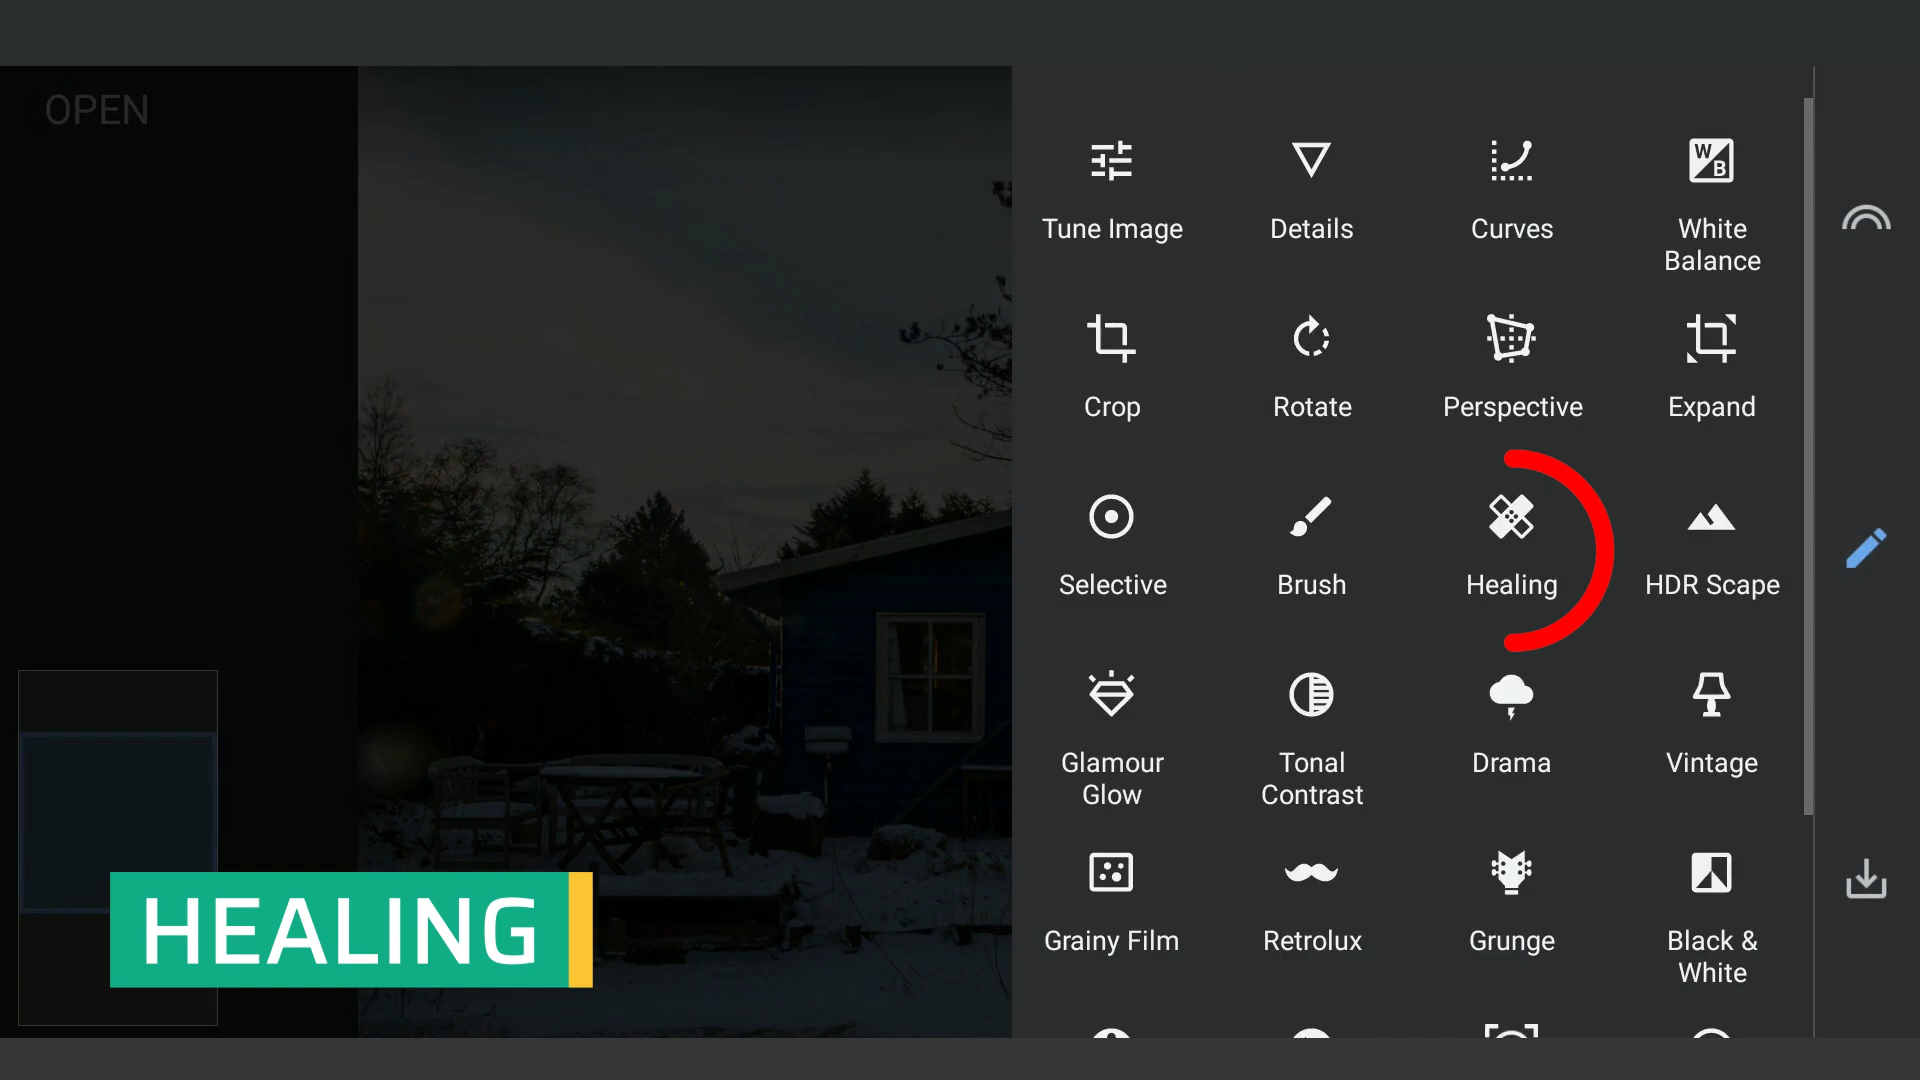 OPEN
Tune Image
Details
Curves
White
Balance
Crop
Rotate
Perspective
Expand
Selective
Brush
Healing
HDR Scape
Glamour
Glow
Tonal
Contrast
Drama
Vintage
Grainy Film
Retrolux
Grunge
Black &
White
W
B
HEALING